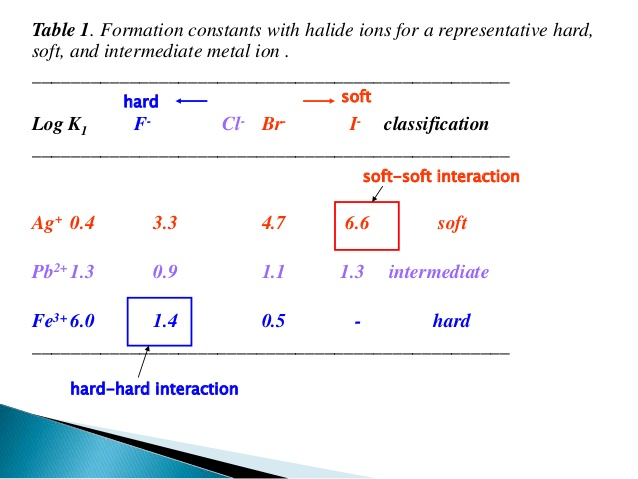 Table 1. Formation constants with halide ions for a representative hard,
soft, and intermediate metal ion .
hard soft
Log K1 F- Cl- Br- I- classification
soft-soft interaction
Ag+ 0.4 3.3 4.7 6.6 soft
Pb2+ 1.3 0.9 1.1 1.3 intermediate
Fe3+ 6.0 1.4 0.5 - hard
hard-hard interaction